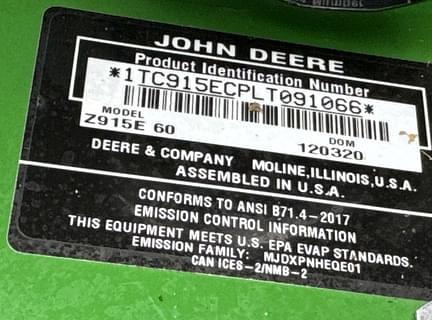 JOHN DEERE
Product Identification Number
*1TC915ECPLT091066*
MODEL DOM
Z915E 60 120320
DEERE & COMPANY MOLINE, ILLINOIS, U.S.A.
ASSEMBLED IN U.S.A.
CONFORMS TO ANSI B71.4-2017
EMISSION CONTROL INFORMATION
THIS EQUIPMENT MEETS U.S. EPA EVAP STANDARDS.
EMISSION FAMILY: MJDXPNHEQE01
CAN ICES-2/NMB-2